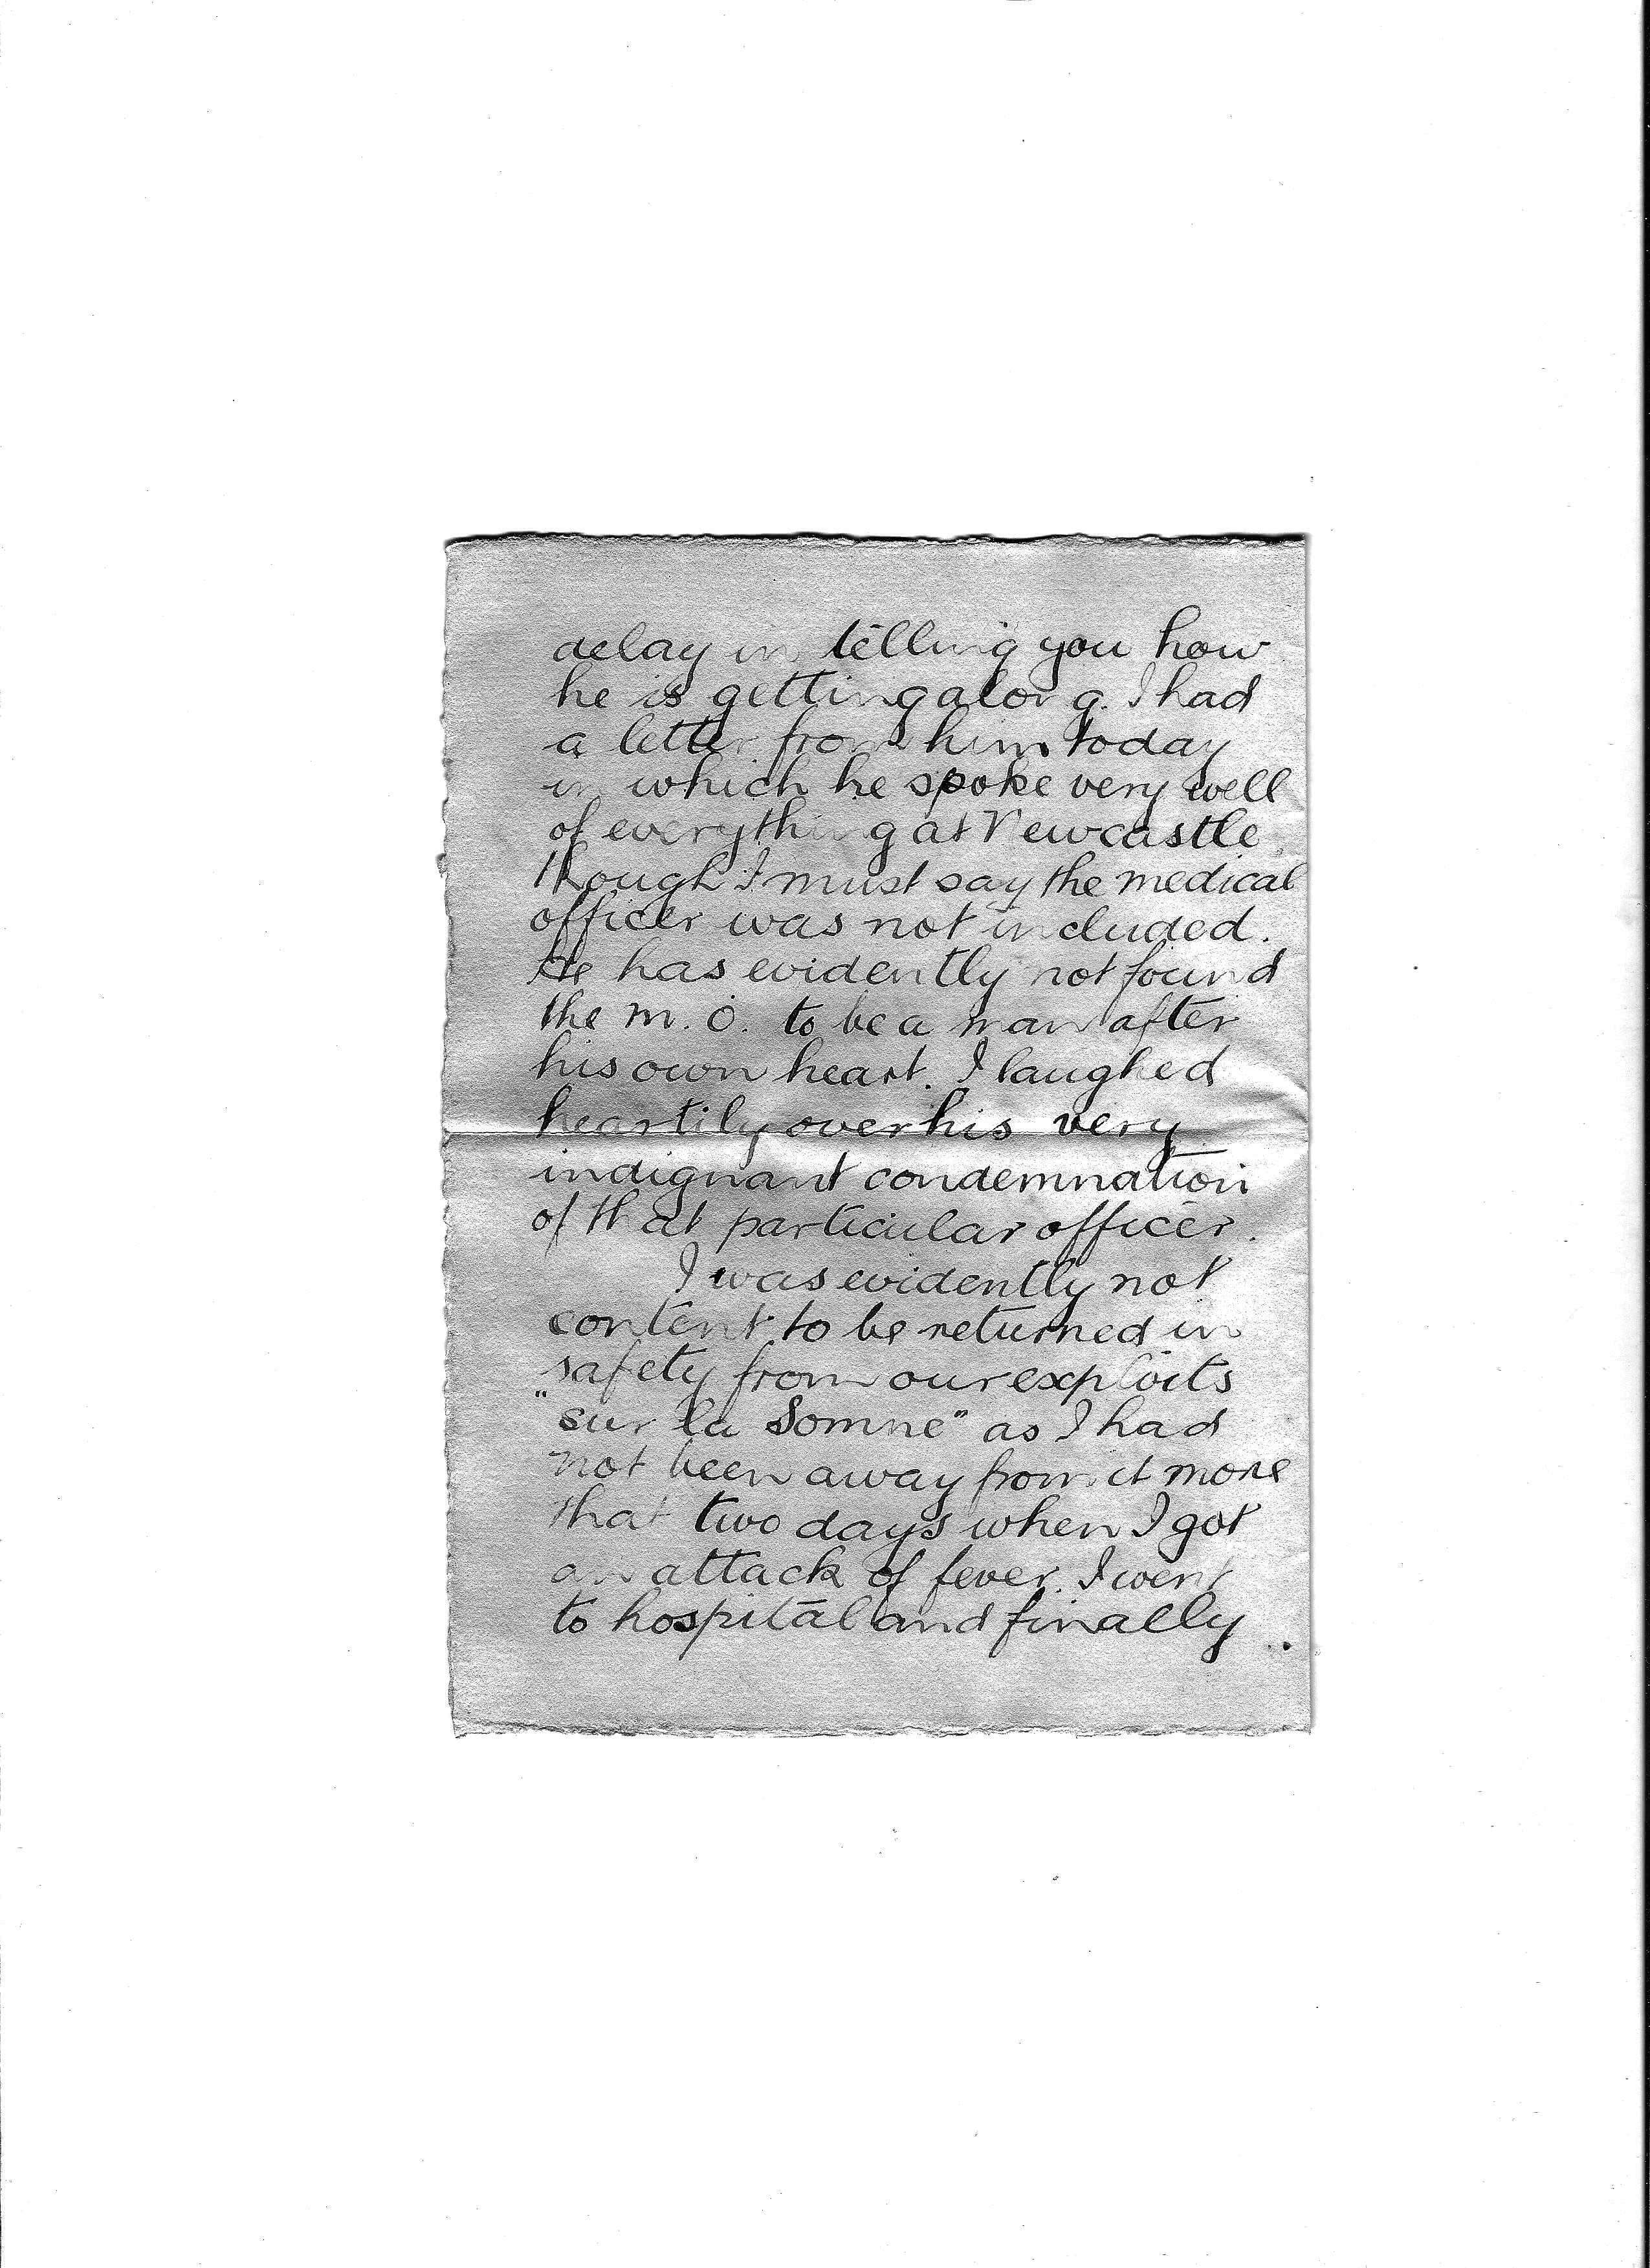 delay in telling you how
he is getting along. I had
a letter from him today
in which he spoke very well
of everything at Newcastle
though I must say the medical
officer was not included.
He has evidently not found
the M.O. to be a man after
his own heart. I laughed
heartily over his very
indignant condemnation
of that particular officer.
I was evidently not
content to be returned in
safety from our exploits
"sur la Somme" as I had
not been away from it more
that two days when I got
an attack of fever. I went
to hospital and finally